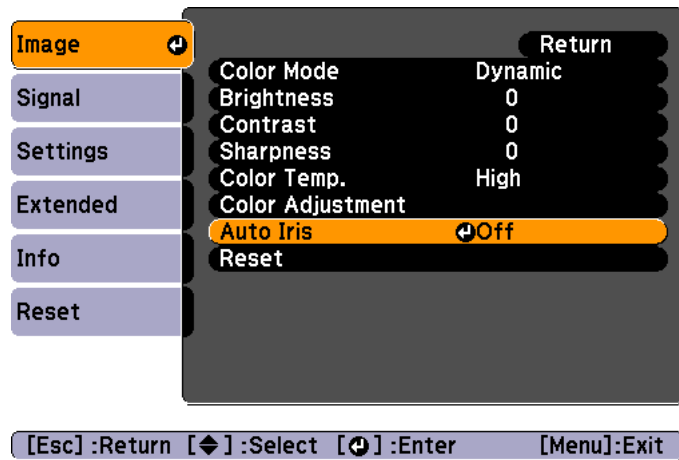 Image
Signal
Settings
Extended
Info
Reset
Return
Color Mode Dynamic
Brightness 0
Contrast 0
Sharpness 0
Color Temp. High
Color Adjustment
Auto Iris Off
Reset
[Esc] :Return [ ] :Select [ ] :Enter [Menu]:Exit